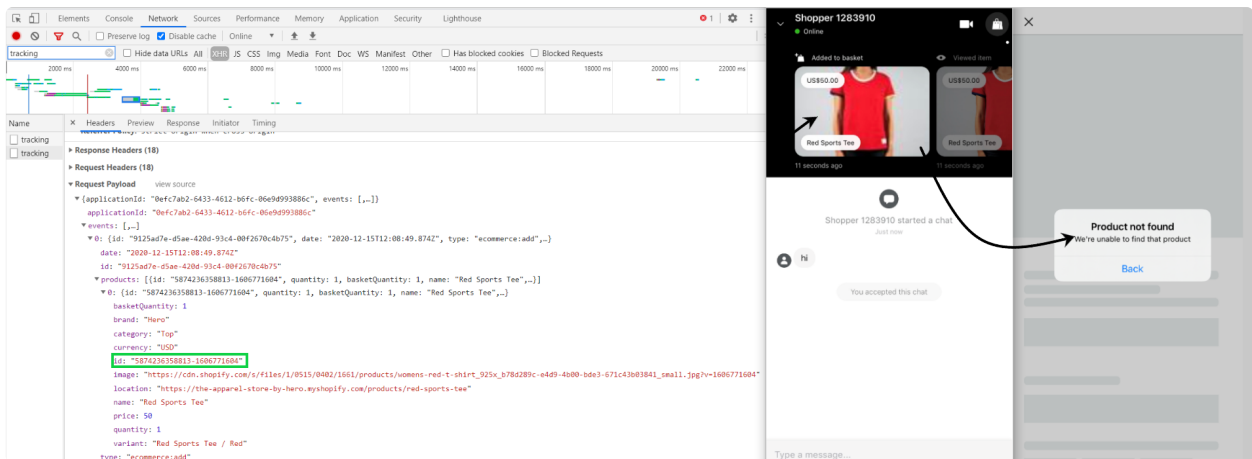 Elements Console Network Sources Performance Memory Application Security Lighthouse 1
Preserve log Disable cache Online
tracking Hide data URLs All XHR JS CSS Img Media Font Doc WS Manifest Other Has blocked cookies Blocked Requests
2000 ms 4000 ms 6000 ms 8000 ms 10000 ms 12000 ms 14000 ms 16000 ms 18000 ms 20000 ms 22000 ms
Name × Headers Preview Response Initiator Timing
tracking
tracking
Response Headers (18)
Request Headers (18)
Request Payload view source
{applicationId: "0efc7ab2-6433-4612-b6fc-06e9d993886c", events: [,…]}
applicationId: "0efc7ab2-6433-4612-b6fc-06e9d993886c"
events: [,…]
0: {id: "9125ad7e-d5ae-420d-93c4-00f2670c4b75", date: "2020-12-15T12:08:49.874Z", type: "ecommerce:add",…}
date: "2020-12-15T12:08:49.874Z"
id: "9125ad7e-d5ae-420d-93c4-00f2670c4b75"
products: [{id: "5874236358813-1606771604", quantity: 1, basketQuantity: 1, name: "Red Sports Tee",…}]
0: {id: "5874236358813-1606771604", quantity: 1, basketQuantity: 1, name: "Red Sports Tee",…}
basketQuantity: 1
brand: "Hero"
category: "Top"
currency: "USD"
id: "5874236358813-1606771604"
image: "https://cdn.shopify.com/s/files/1/0515/0402/1661/products/womens-red-t-shirt_925x_b78d289c-e4d9-4b00-bde3-671c43b03841_small.jpg?v=1606771604"
location: "https://the-apparel-store-by-hero.myshopify.com/products/red-sports-tee"
name: "Red Sports Tee"
price: 50
quantity: 1
variant: "Red Sports Tee / Red"
type: "ecommerce:add"
Shopper 1283910
Online
Added to basket Viewed item
US$50.00 US$50.00
Red Sports Tee Red Sports Tee
11 seconds ago 11 seconds ago
Shopper 1283910 started a chat
Just now
hi
You accepted this chat
Type a message...
Product not found
We're unable to find that product
Back